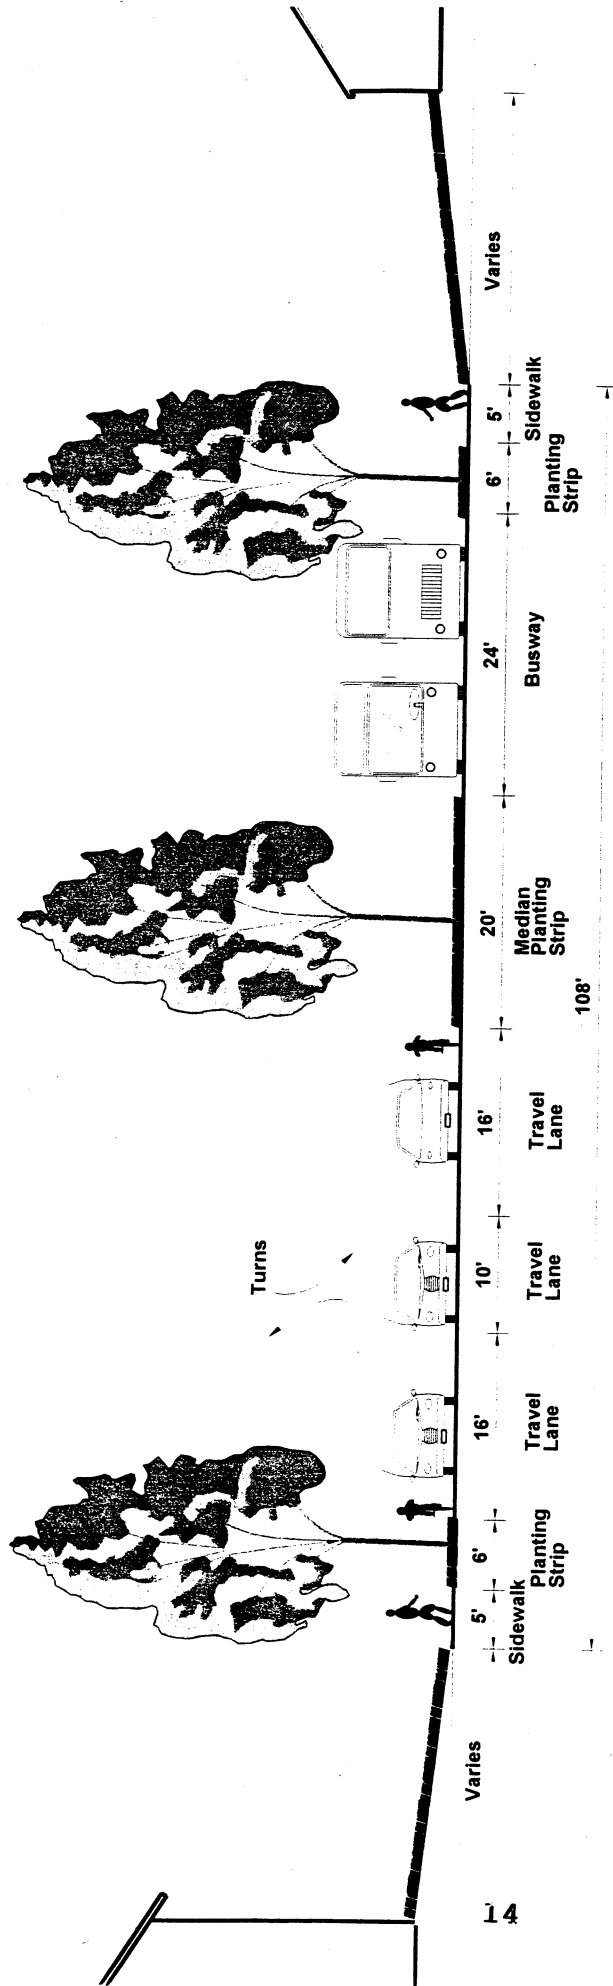 Turns
Varies
5'
Sidewalk
6'
Planting
Strip
16'
Travel
Lane
10'
Travel
Lane
16'
Travel
Lane
20'
Median
Planting
Strip
24'
Busway
6'
Planting
Strip
5'
Sidewalk
Varies
108'
14